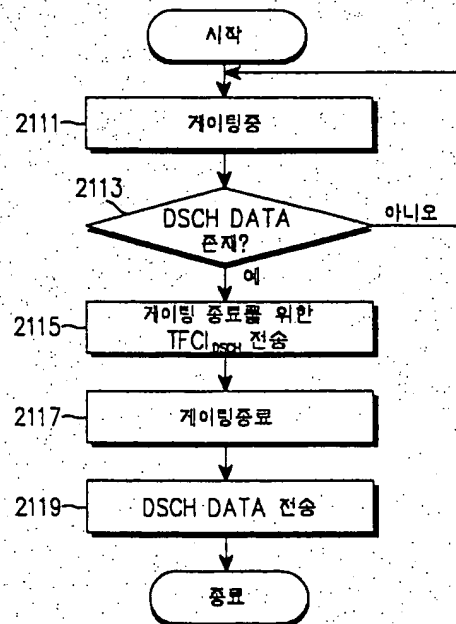 시작
2111
게이팅중
2113
DSCH DATA
존재?
아니오
예
2115
게이팅 종료를 위한
TFCI DSCH 전송
2117
게이팅종료
2119
DSCH DATA 전송
종료